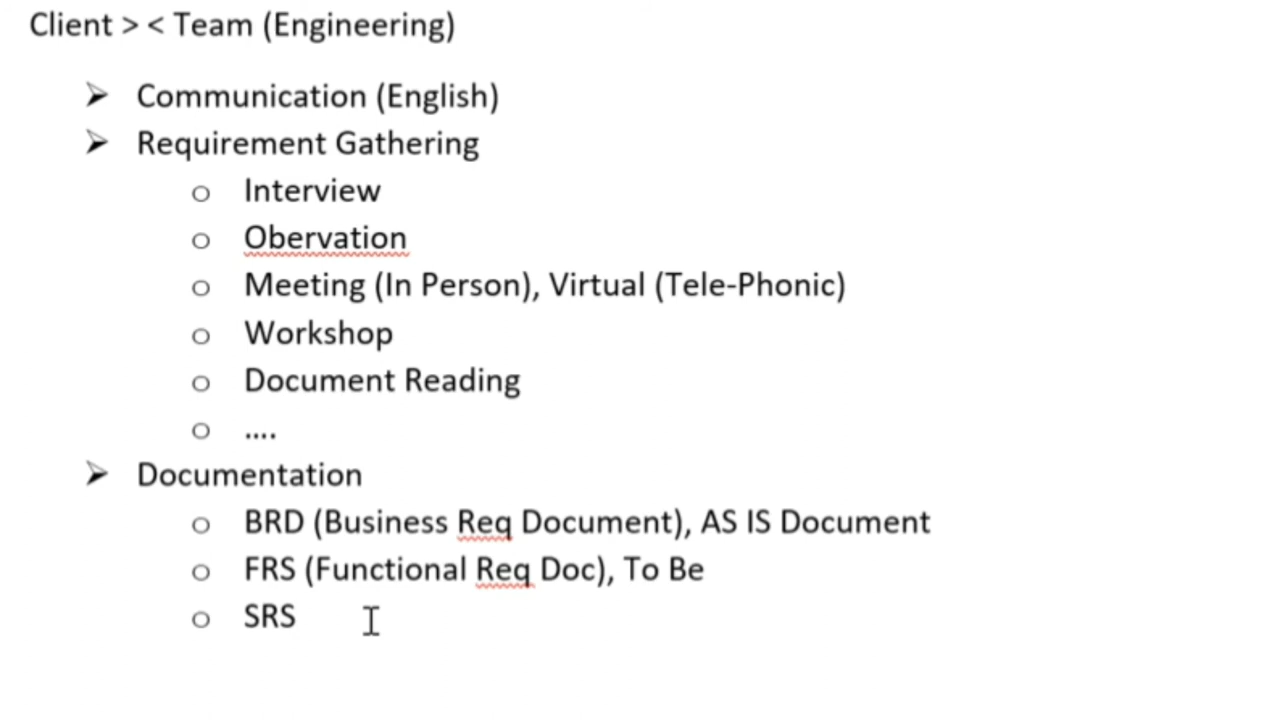 Client > < Team (Engineering)
➢ Communication (English)
➢ Requirement Gathering
o Interview
o Obervation
o Meeting (In Person), Virtual (Tele-Phonic)
o Workshop
o Document Reading
o ....
➢ Documentation
o BRD (Business Req Document), AS IS Document
o FRS (Functional Req Doc), To Be
o SRS